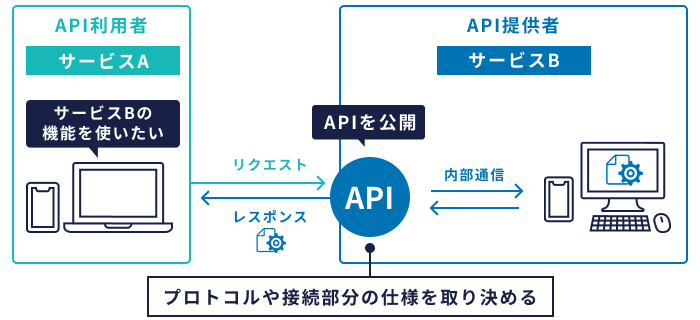 API利用者
サービスA
サービスBの
機能を使いたい
API提供者
サービスB
APIを公開
リクエスト
API
内部通信
レスポンス
プロトコルや接続部分の仕様を取り決める